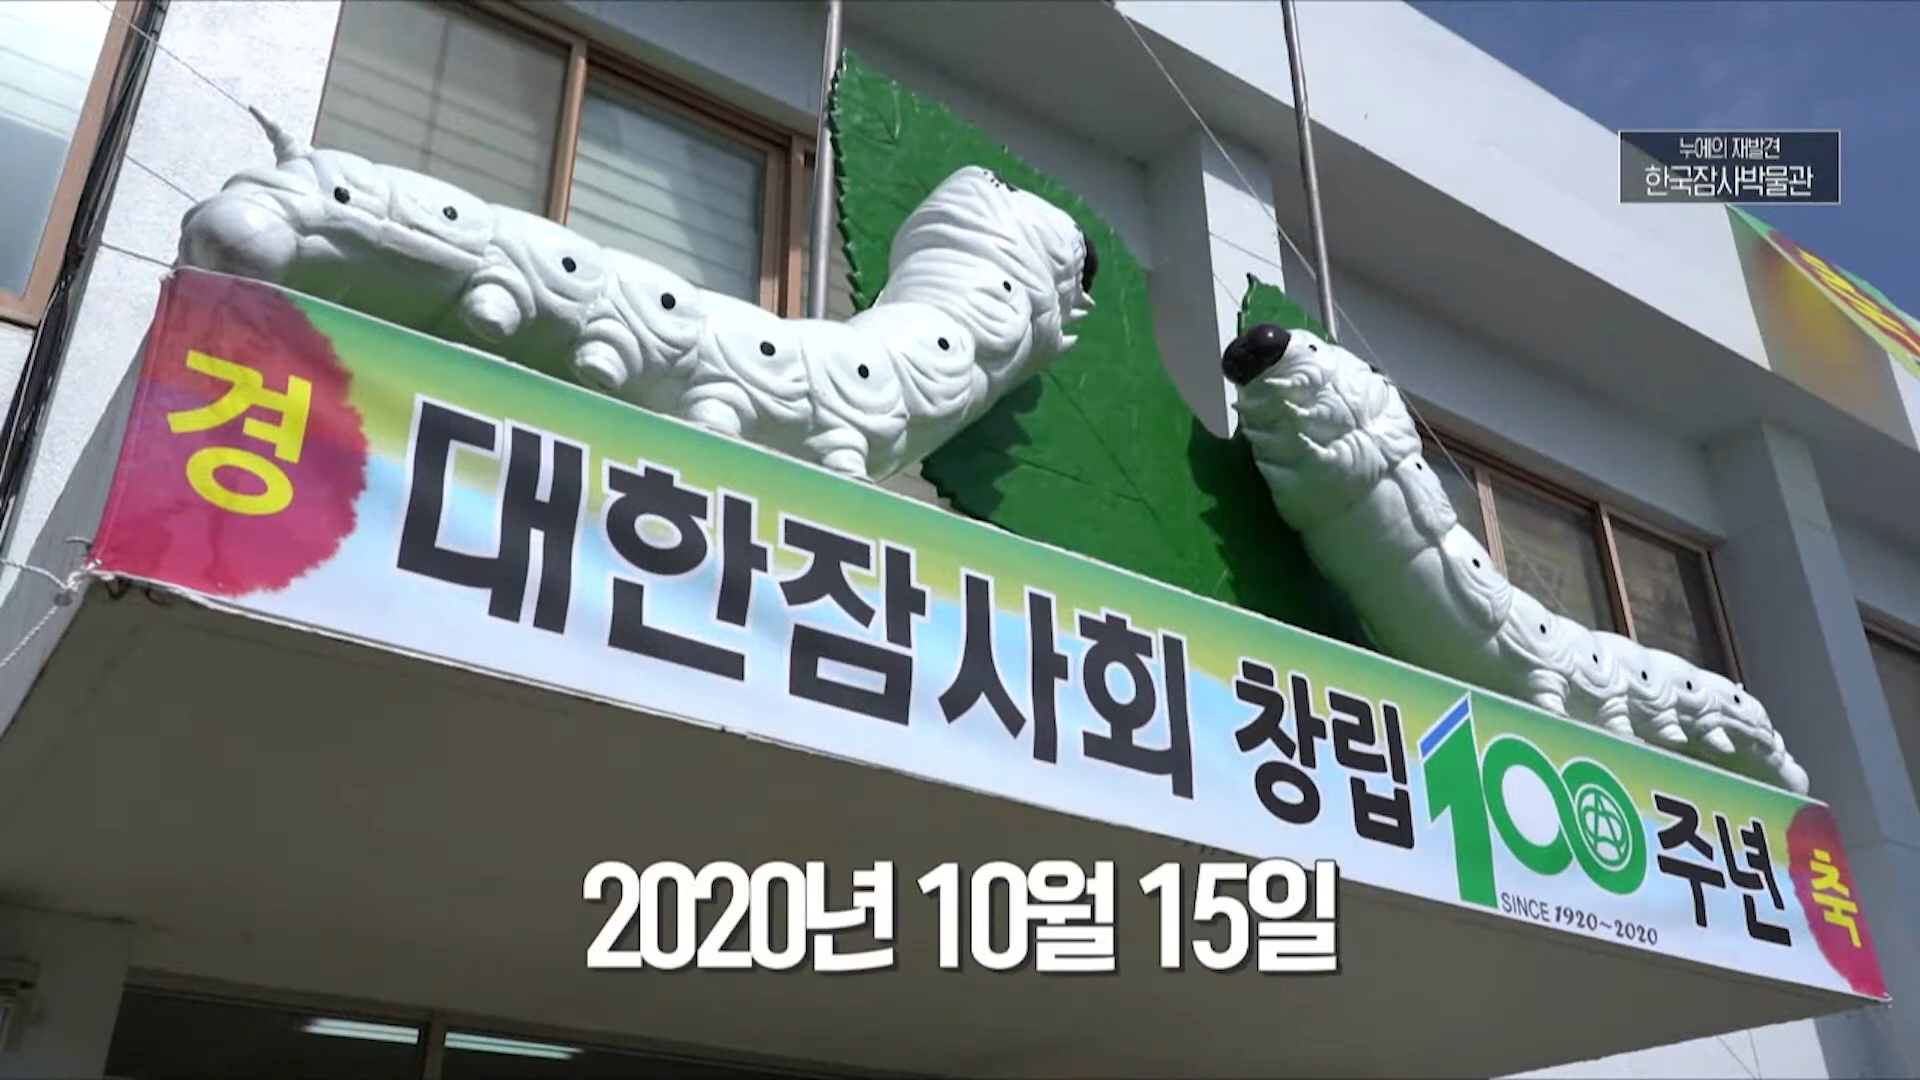 누에의 재발견
한국잠사박물관
경 대한잠사회 창립 100 주년 축
SINCE 1920~2020
2020년 10월 15일